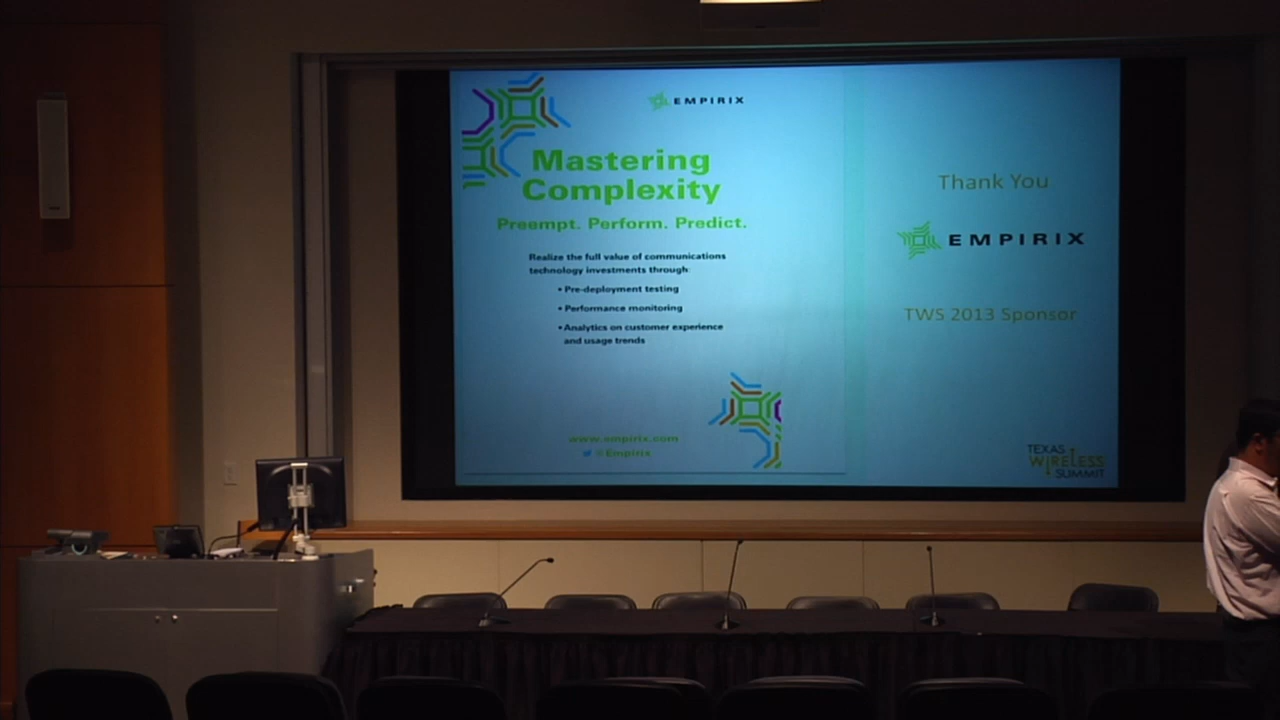 EMPIRIX
Mastering
Complexity
Preempt. Perform. Predict.
Realize the full value of communications
technology investments through:
• Pre-deployment testing
• Performance monitoring
• Analytics on customer experience
and usage trends
www.empirix.com
@Empirix
Thank You
EMPIRIX
TWS 2013 Sponsor
TEXAS
WIRELESS
SUMMIT